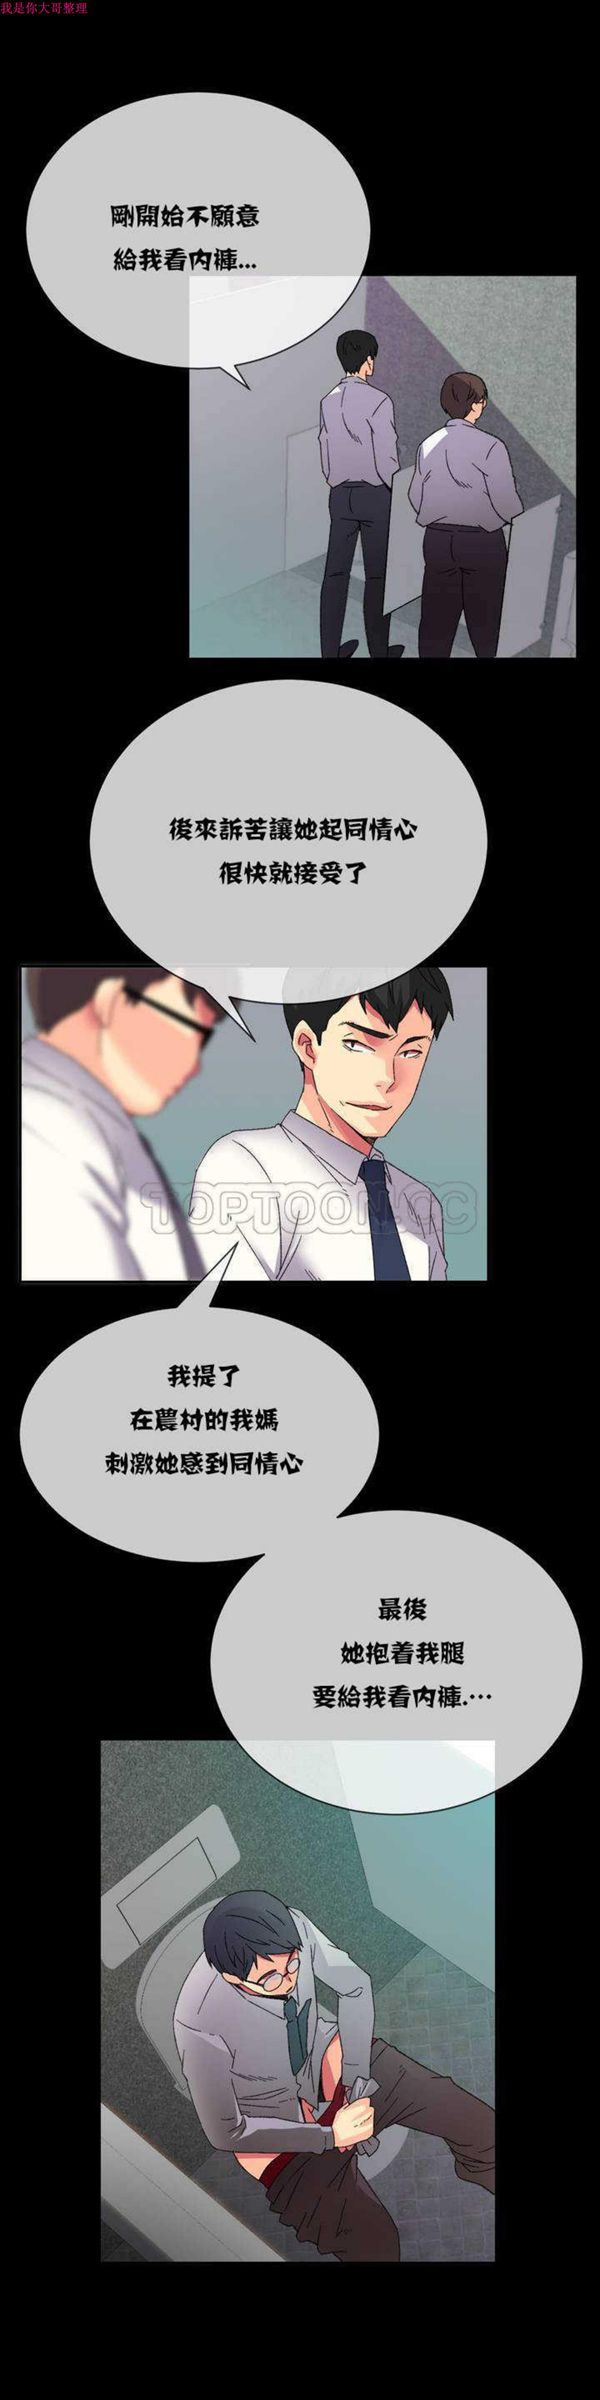 我是你大哥整理
剛開始不願意
給我看內褲...
後來訴苦讓她起同情心
很快就接受了
TOPTOON.CC
我提了
在農村的我媽
刺激她感到同情心
最後
她抱着我腿
要給我看內褲.…